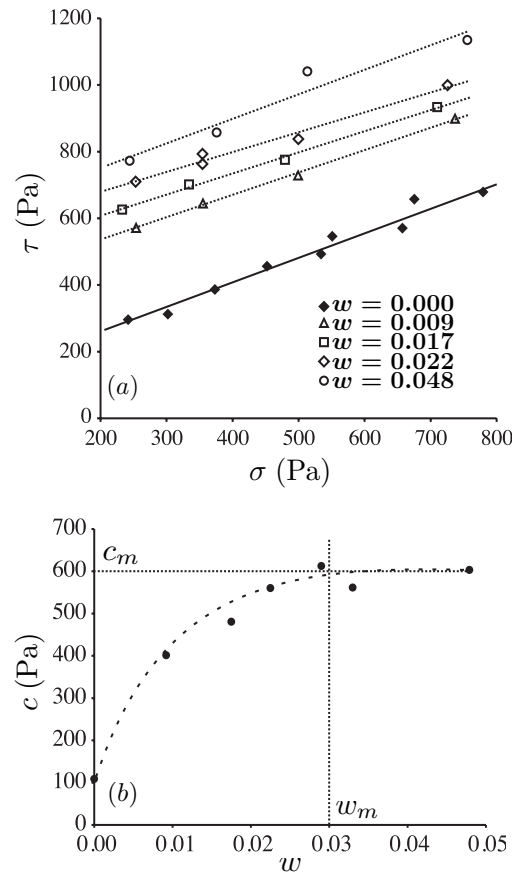 1200
1000
800
600
400
200
0
τ (Pa)
w = 0.000
w = 0.009
w = 0.017
w = 0.022
w = 0.048
(a)
200 300 400 500 600 700 800
σ (Pa)
700
600
500
400
300
200
100
0
c (Pa)
c_m
(b)
w_m
0.00 0.01 0.02 0.03 0.04 0.05
w